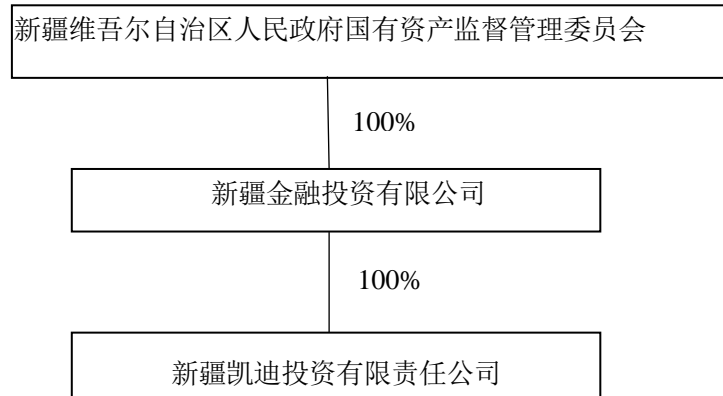 新疆维吾尔自治区人民政府国有资产监督管理委员会
100%
新疆金融投资有限公司
100%
新疆凯迪投资有限责任公司